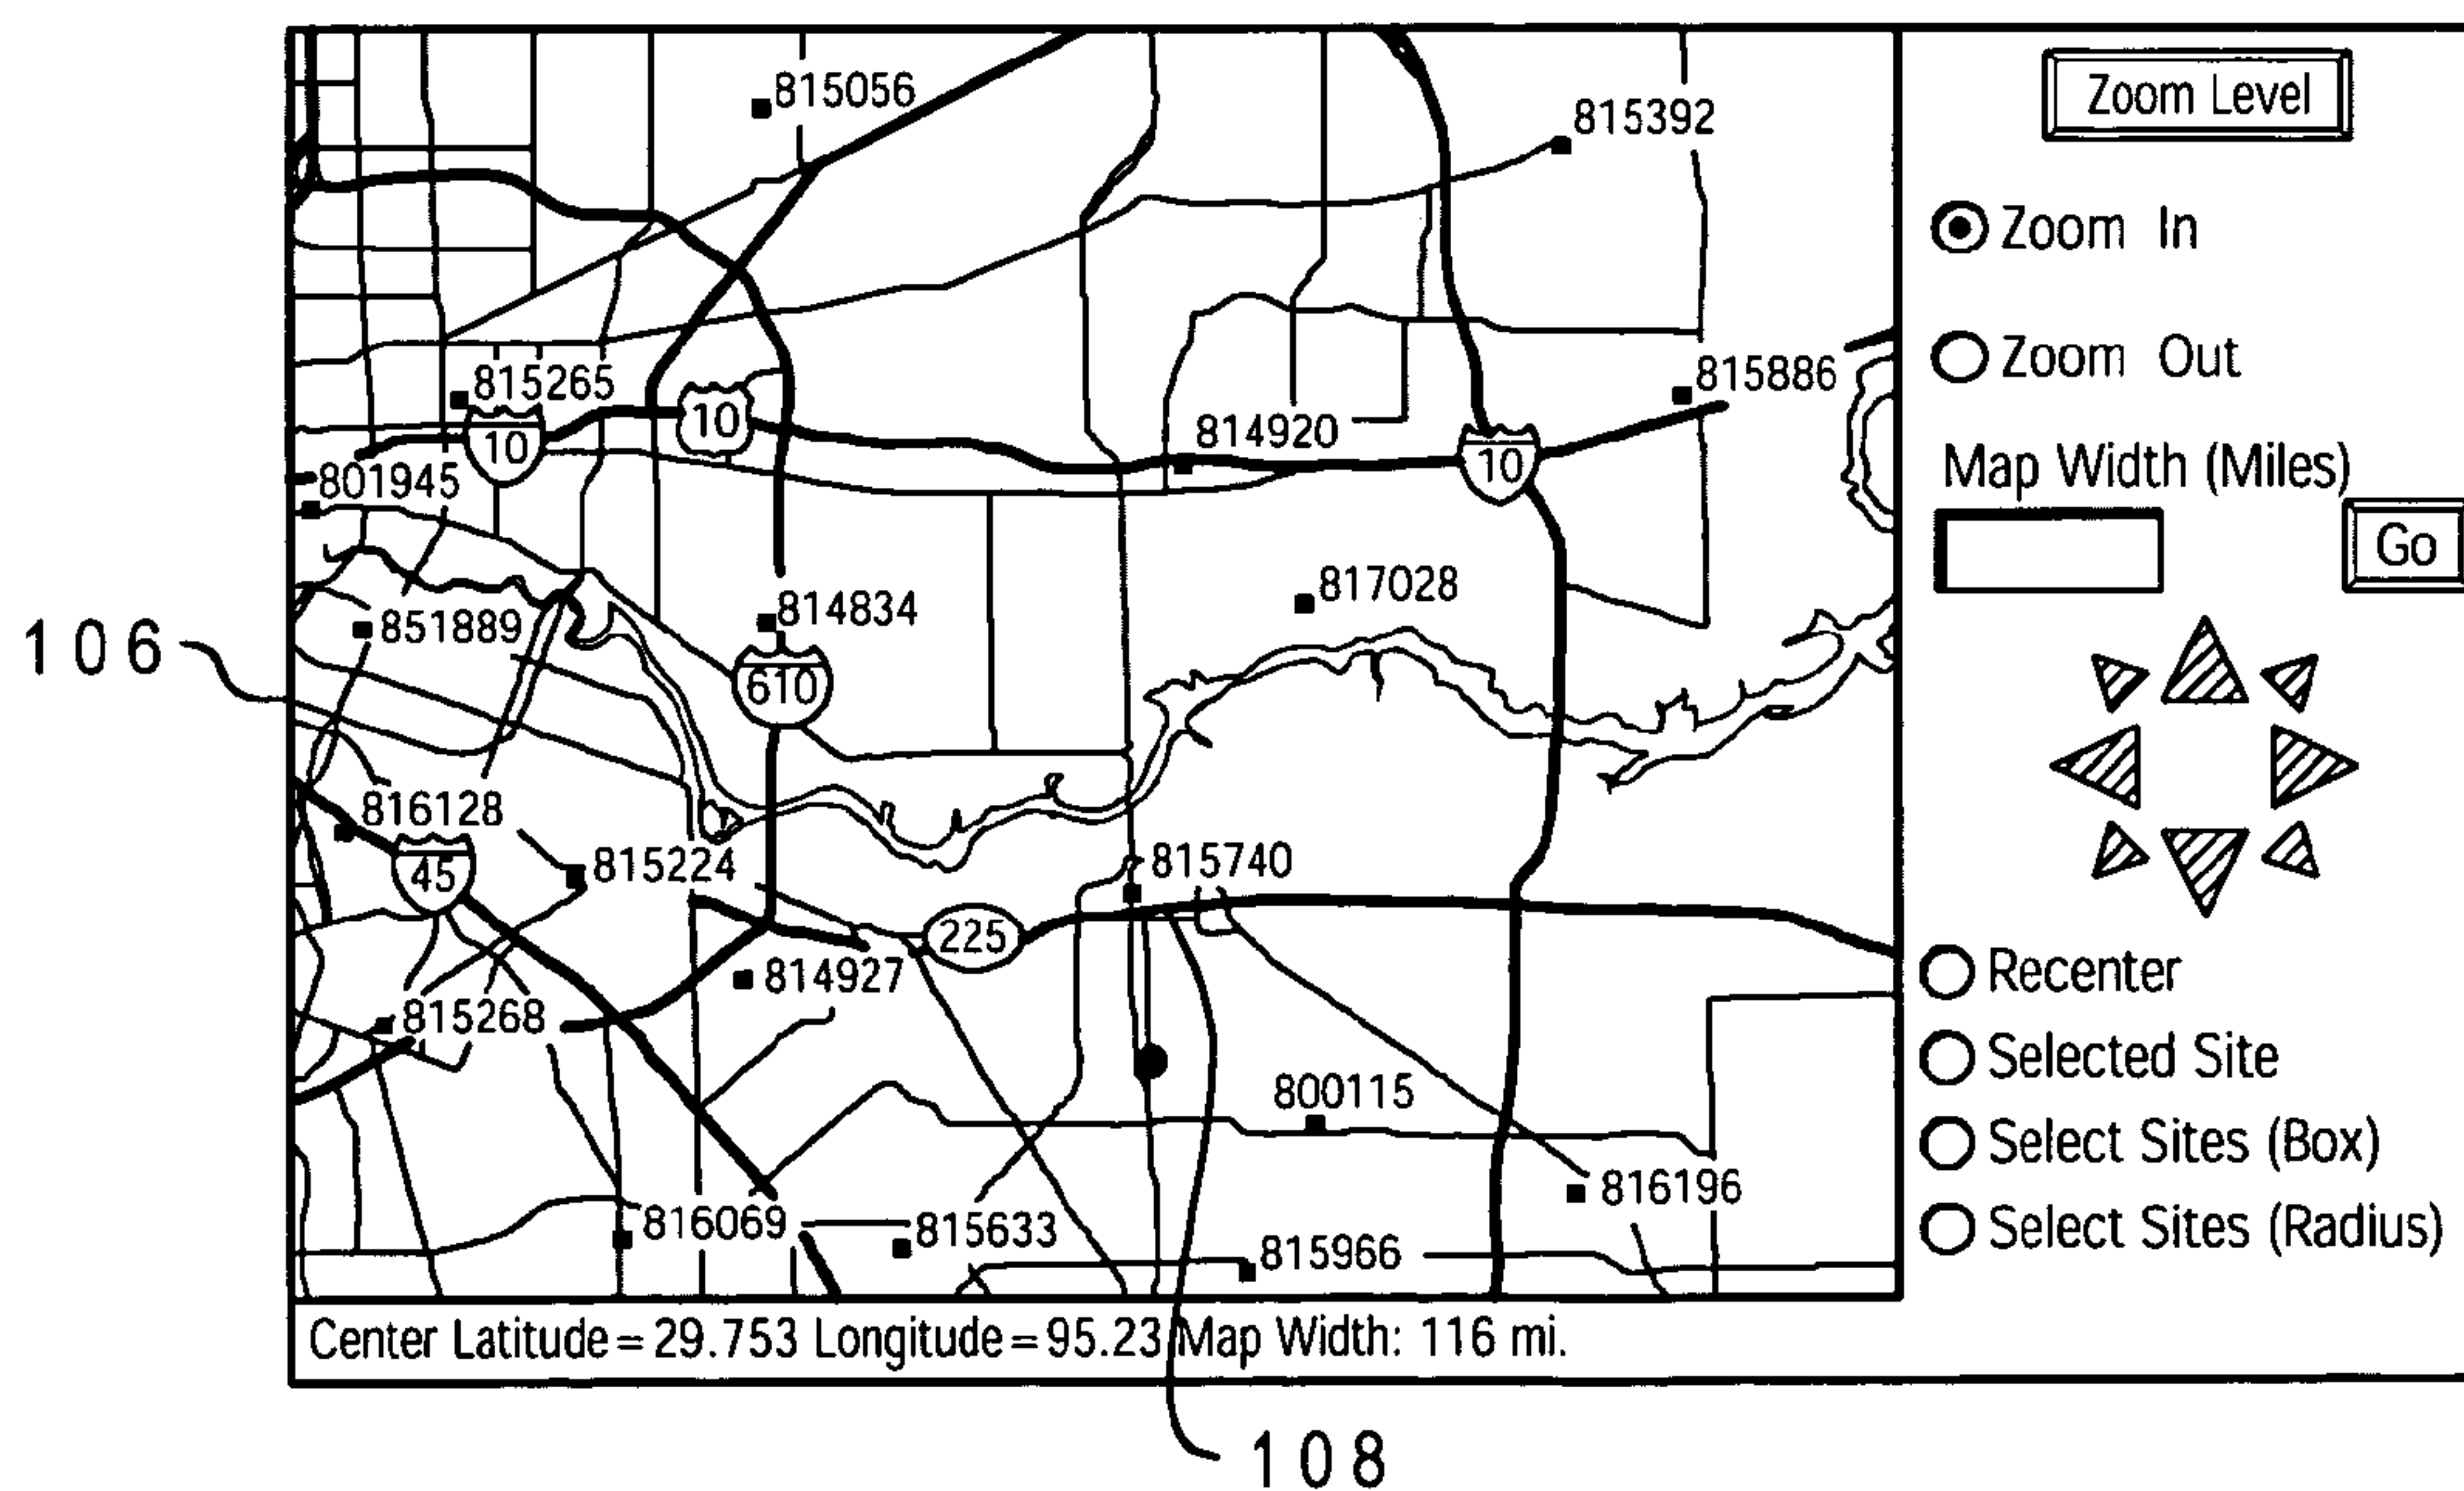 815056
815392
Zoom Level
Zoom In
Zoom Out
815265
815886
10
10
814920
10
801945
Map Width (Miles)
Go
817028
814834
851889
106
610
816128
45
815224
815740
225
814927
Recenter
815268
Selected Site
800115
Select Sites (Box)
816196
816069
815633
Select Sites (Radius)
815966
Center Latitude=29.753 Longitude=95.23 Map Width: 116 mi.
108